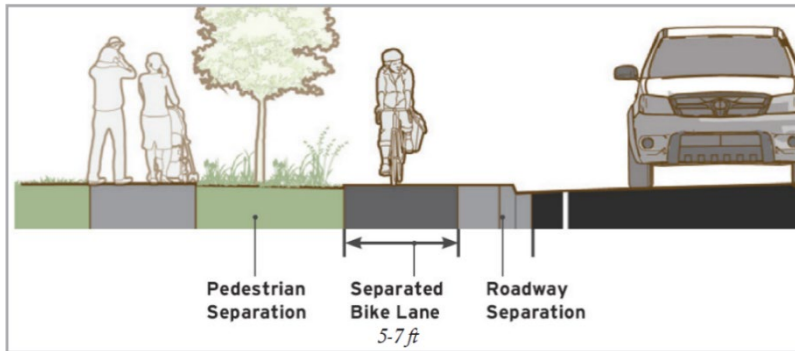 Pedestrian Separation
Separated Bike Lane
5-7 ft
Roadway Separation